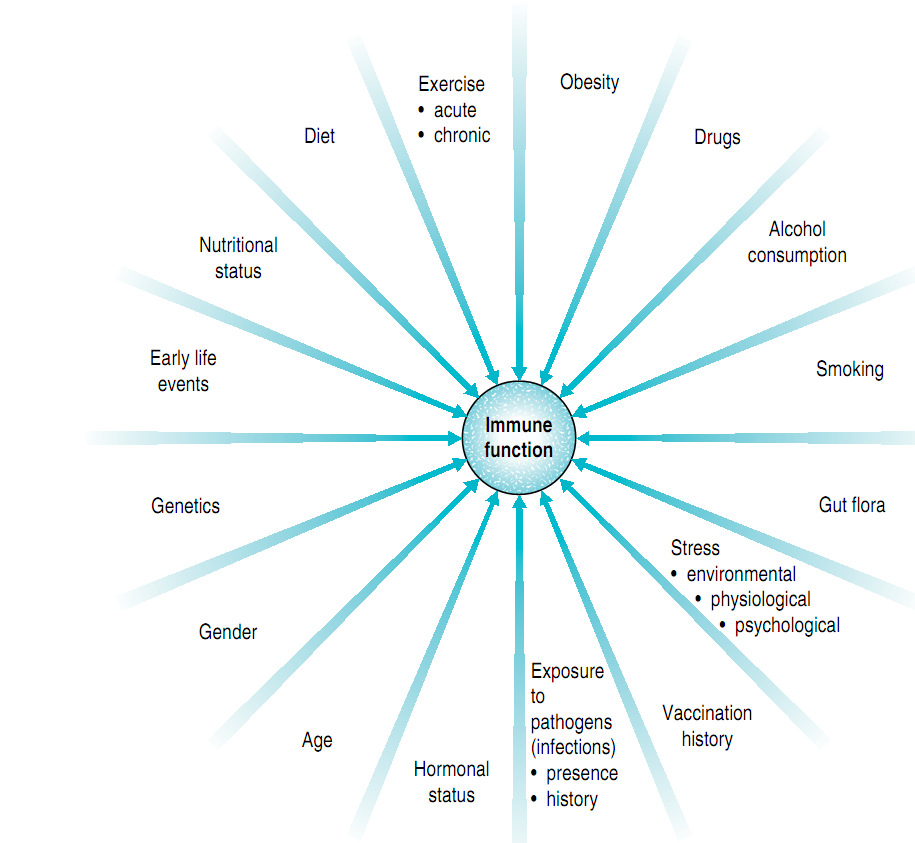 Exercise
• acute
• chronic
Obesity
Drugs
Alcohol
consumption
Smoking
Gut flora
Stress
• environmental
• physiological
• psychological
Vaccination
history
Exposure
to
pathogens
(infections)
• presence
• history
Hormonal
status
Age
Gender
Genetics
Early life
events
Nutritional
status
Diet
Immune
function